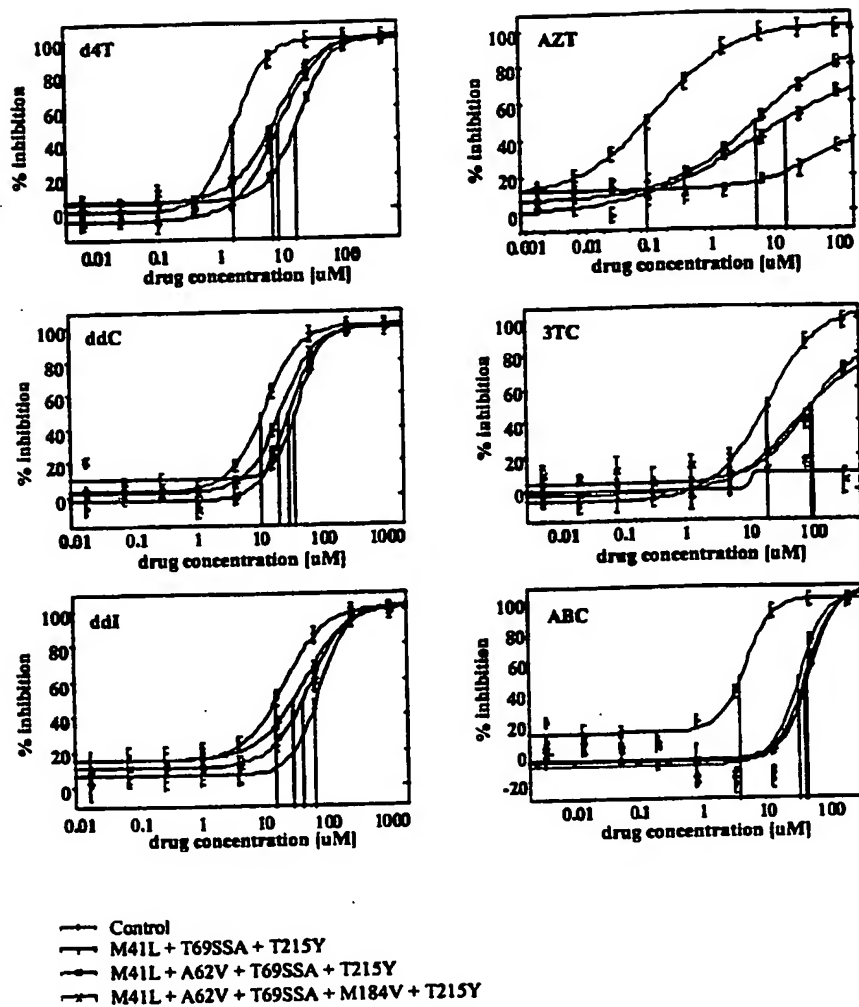 d4T
% inhibition
100
80
60
40
20
0
0.01 0.1 1 10 100
drug concentration [uM]
AZT
% inhibition
100
80
60
40
20
0
0.001 0.01 0.1 1 10 100
drug concentration [uM]
ddC
% inhibition
100
80
60
40
20
0
0.01 0.1 1 10 100 1000
drug concentration [uM]
3TC
% inhibition
100
80
60
40
20
0
0.01 0.1 1 10 100
drug concentration [uM]
ddI
% inhibition
100
80
60
40
20
0
0.01 0.1 1 10 100 1000
drug concentration [uM]
ABC
% inhibition
100
80
60
40
20
0
-20
0.01 0.1 1 10 100
drug concentration [uM]
Control
M41L + T69SSA + T215Y
M41L + A62V + T69SSA + T215Y
M41L + A62V + T69SSA + M184V + T215Y